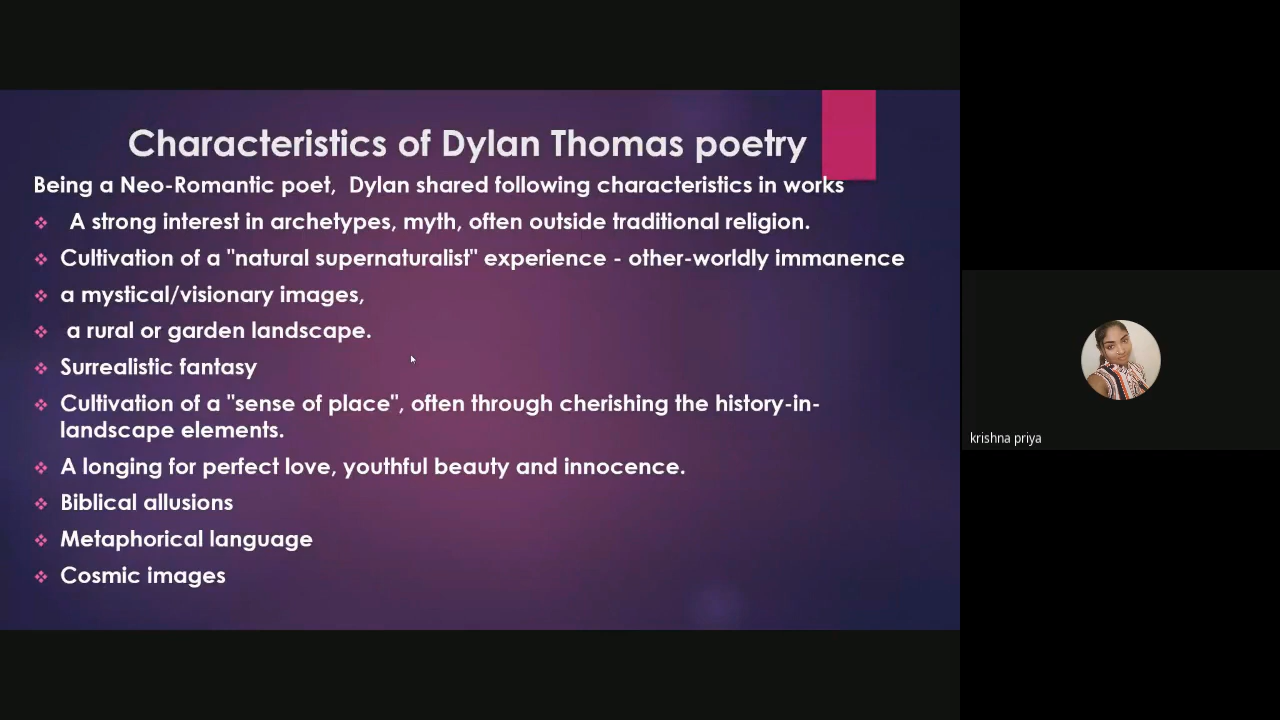 Characteristics of Dylan Thomas poetry
Being a Neo-Romantic poet, Dylan shared following characteristics in works
A strong interest in archetypes, myth, often outside traditional religion.
Cultivation of a "natural supernaturalist" experience - other-worldly immanence
a mystical/visionary images,
a rural or garden landscape.
Surrealistic fantasy
Cultivation of a "sense of place", often through cherishing the history-in-
landscape elements.
A longing for perfect love, youthful beauty and innocence.
Biblical allusions
Metaphorical language
Cosmic images
krishna priya